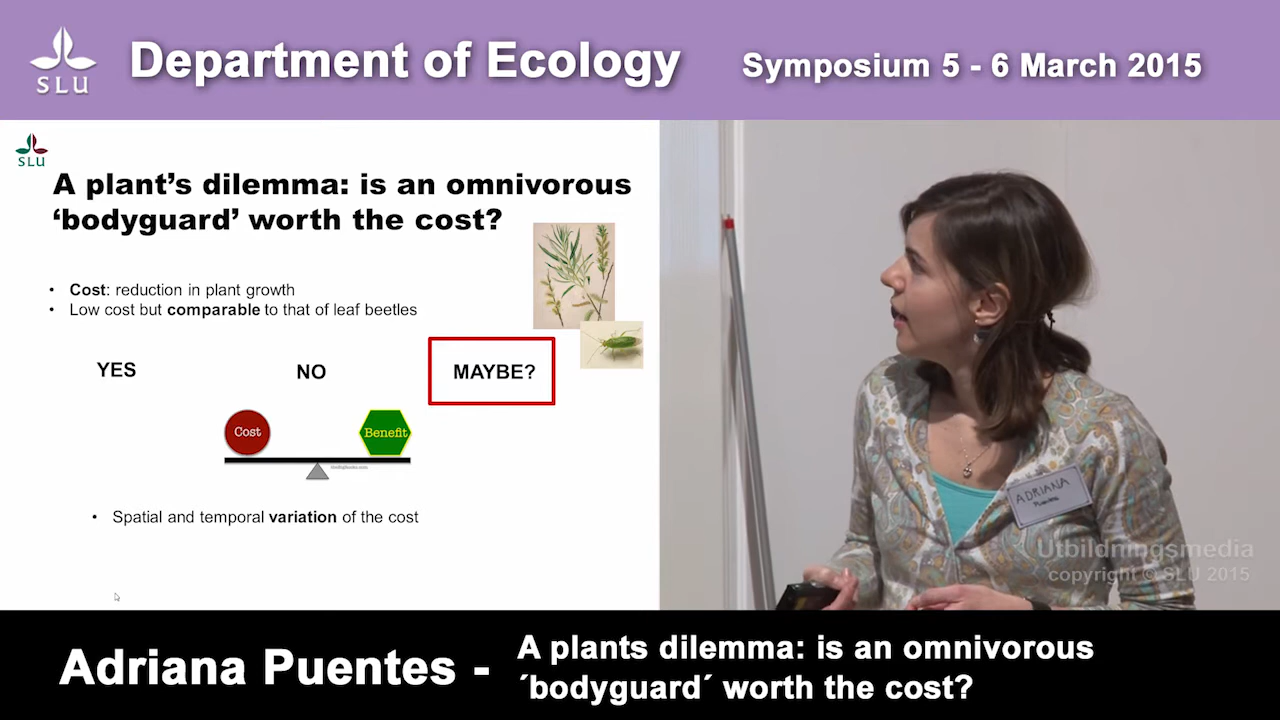 SLU
Department of Ecology
Symposium 5 - 6 March 2015
SLU
A plant’s dilemma: is an omnivorous
‘bodyguard’ worth the cost?
• Cost: reduction in plant growth
• Low cost but comparable to that of leaf beetles
YES
NO
MAYBE?
Cost
Benefit
• Spatial and temporal variation of the cost
ADRIANA
Puentes
Utbildningsmedia
copyright © SLU 2015
Adriana Puentes -
A plants dilemma: is an omnivorous
´bodyguard´ worth the cost?